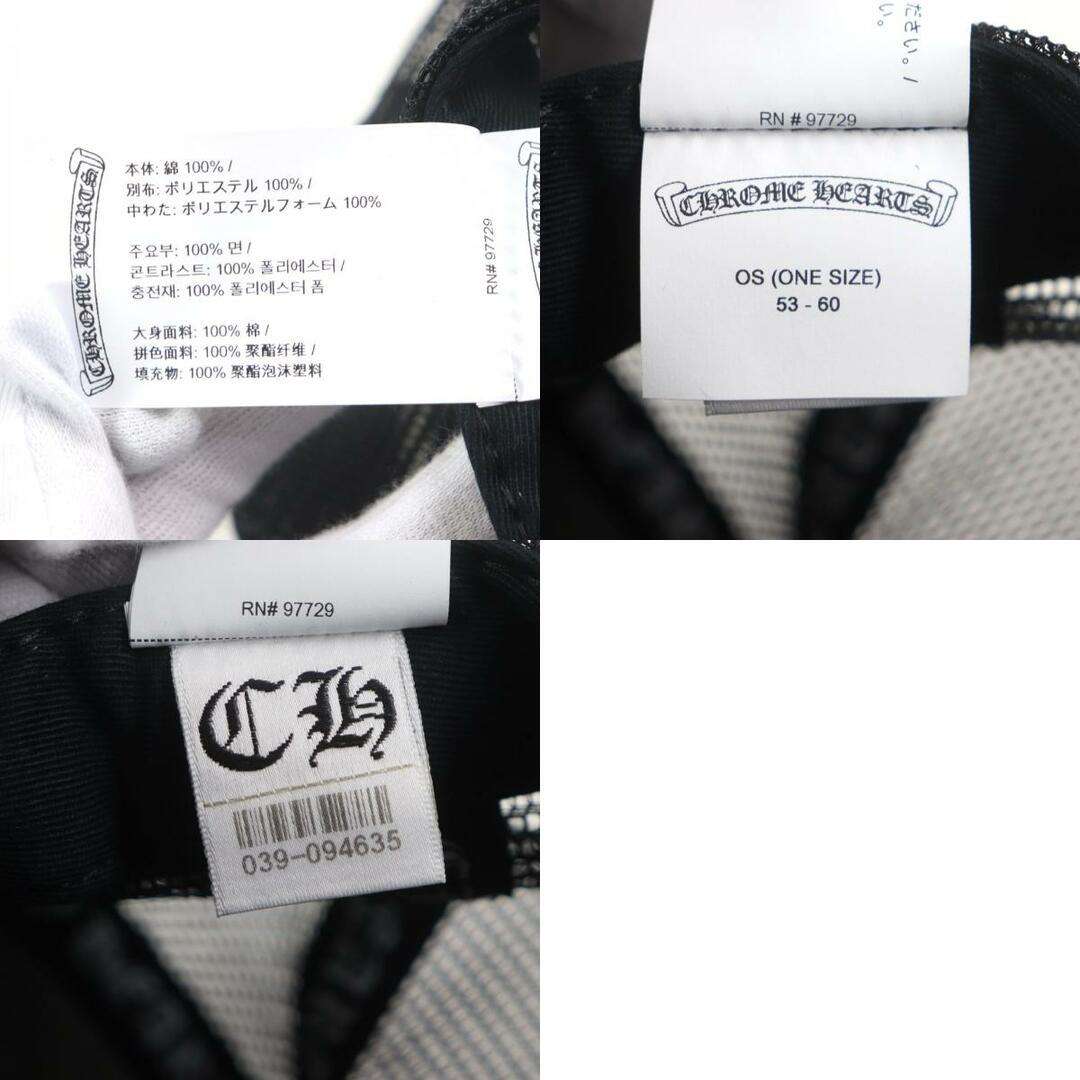 CHROME HEARTS
本体: 綿 100% /
別布: ポリエステル 100% /
中わた: ポリエステルフォーム 100%
주요부: 100% 면 /
콘트라스트: 100% 폴리에스터 /
충전재: 100% 폴리에스터 폼
大身面料: 100% 棉 /
拼色面料: 100% 聚酯纤维 /
填充物: 100% 聚酯泡沫塑料
RN# 97729
ださい。/
い。
RN # 97729
CHROME HEARTS
OS (ONE SIZE)
53 - 60
RN# 97729
CH
039-094635